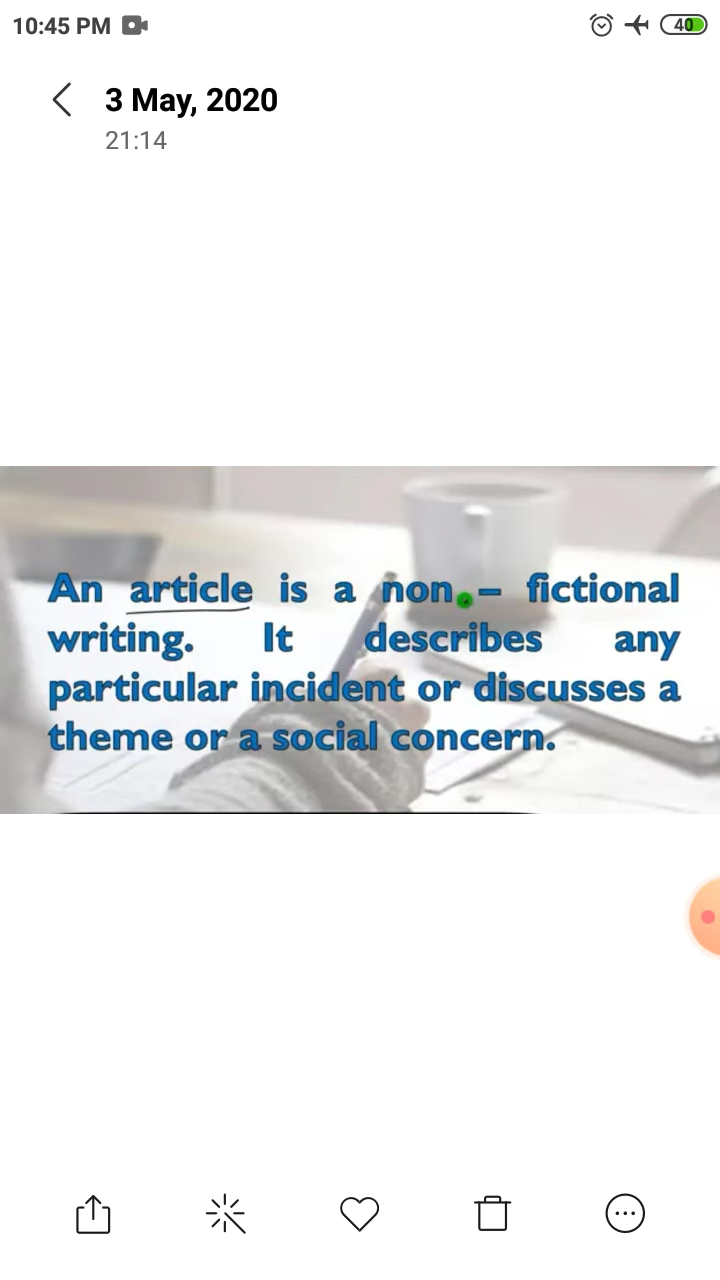 10:45 PM
40
3 May, 2020
21:14
An article is a non – fictional
writing. It describes any
particular incident or discusses a
theme or a social concern.